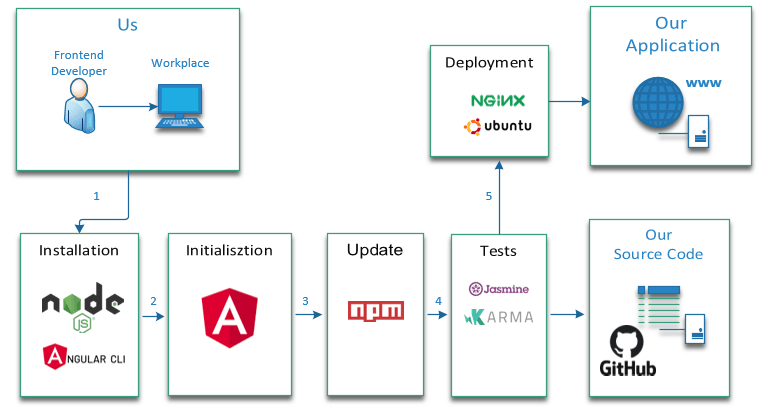 Us
Frontend
Developer
Workplace
1
Installation
node
JS
ANGULAR CLI
2
Initialisztion
A
3
Update
npm
4
Tests
Jasmine
KARMA
5
Deployment
NGINX
ubuntu
Our
Application
www
Our
Source Code
GitHub